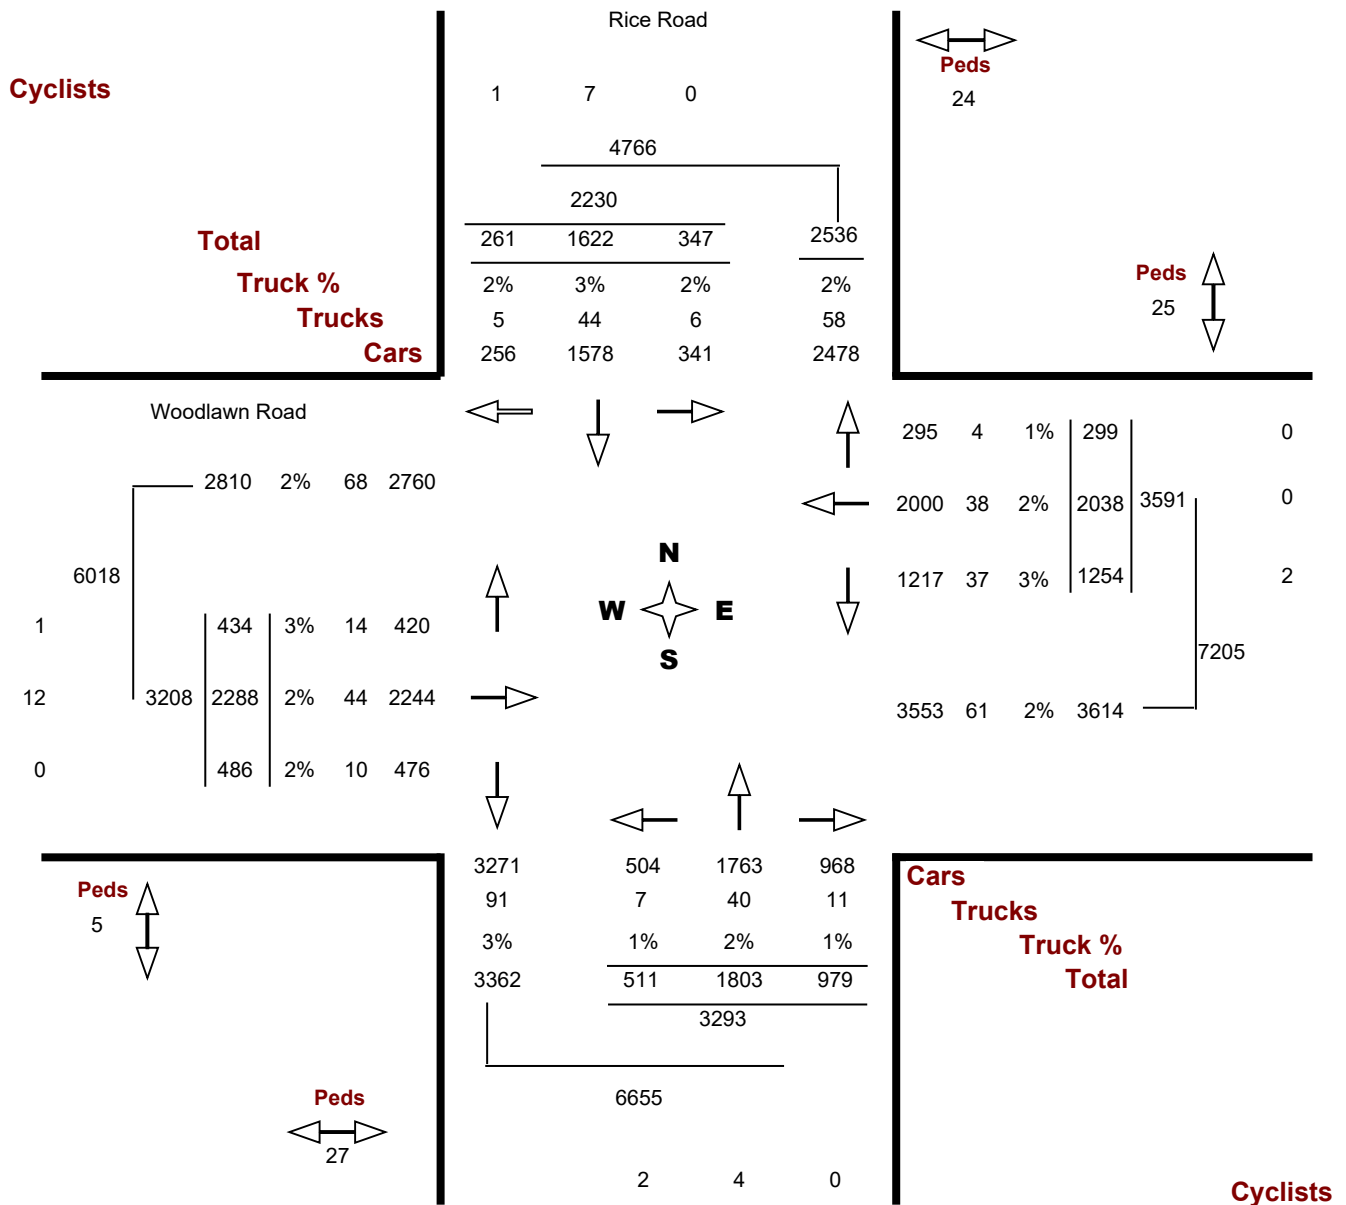 Rice Road
Peds
Cyclists
1 7 0
24
4766
2230
Total 261 1622 347 2536
Truck % 2% 3% 2% 2%
Peds
Trucks 5 44 6 58
25
Cars 256 1578 341 2478
Woodlawn Road
295 4 1% 299 0
2810 2% 68 2760
2000 38 2% 2038 3591 0
N
6018
1217 37 3% 1254 2
W E
1 434 3% 14 420
S
7205
12 3208 2288 2% 44 2244
3553 61 2% 3614
0 486 2% 10 476
3271 504 1763 968 Cars
Peds
91 7 40 11 Trucks
5
3% 1% 2% 1% Truck %
3362 511 1803 979 Total
3293
6655
Peds
27
2 4 0
Cyclists